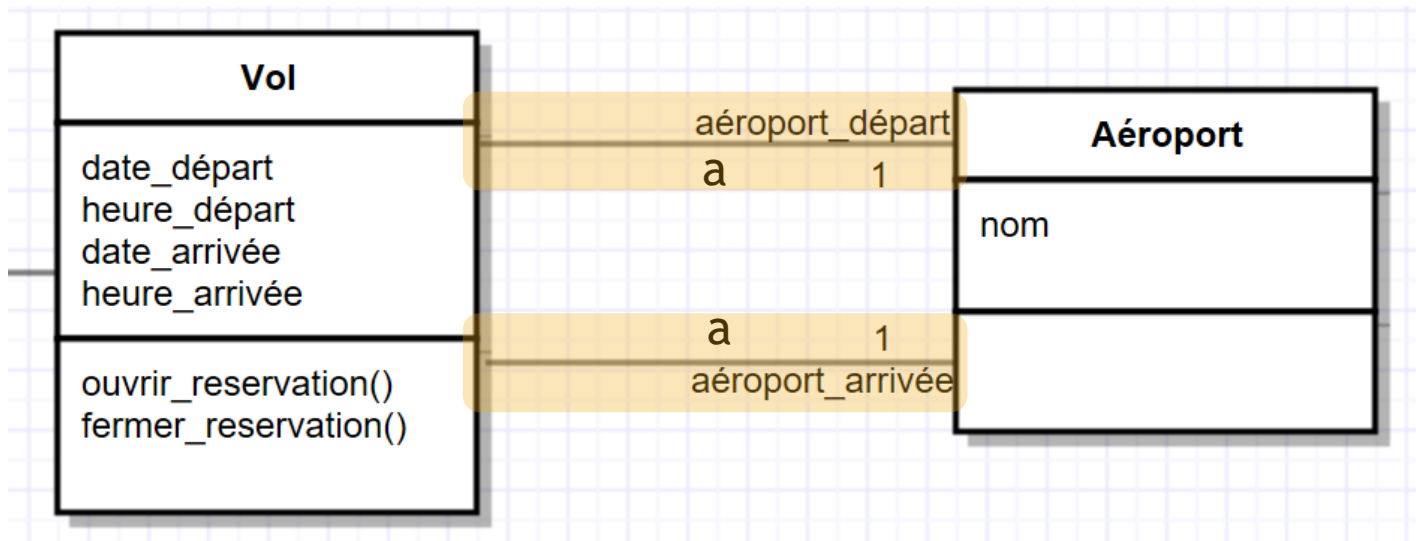 Vol
date_départ
heure_départ
date_arrivée
heure_arrivée
ouvrir_reservation()
fermer_reservation()
aéroport_départ
a 1
a 1
aéroport_arrivée
Aéroport
nom